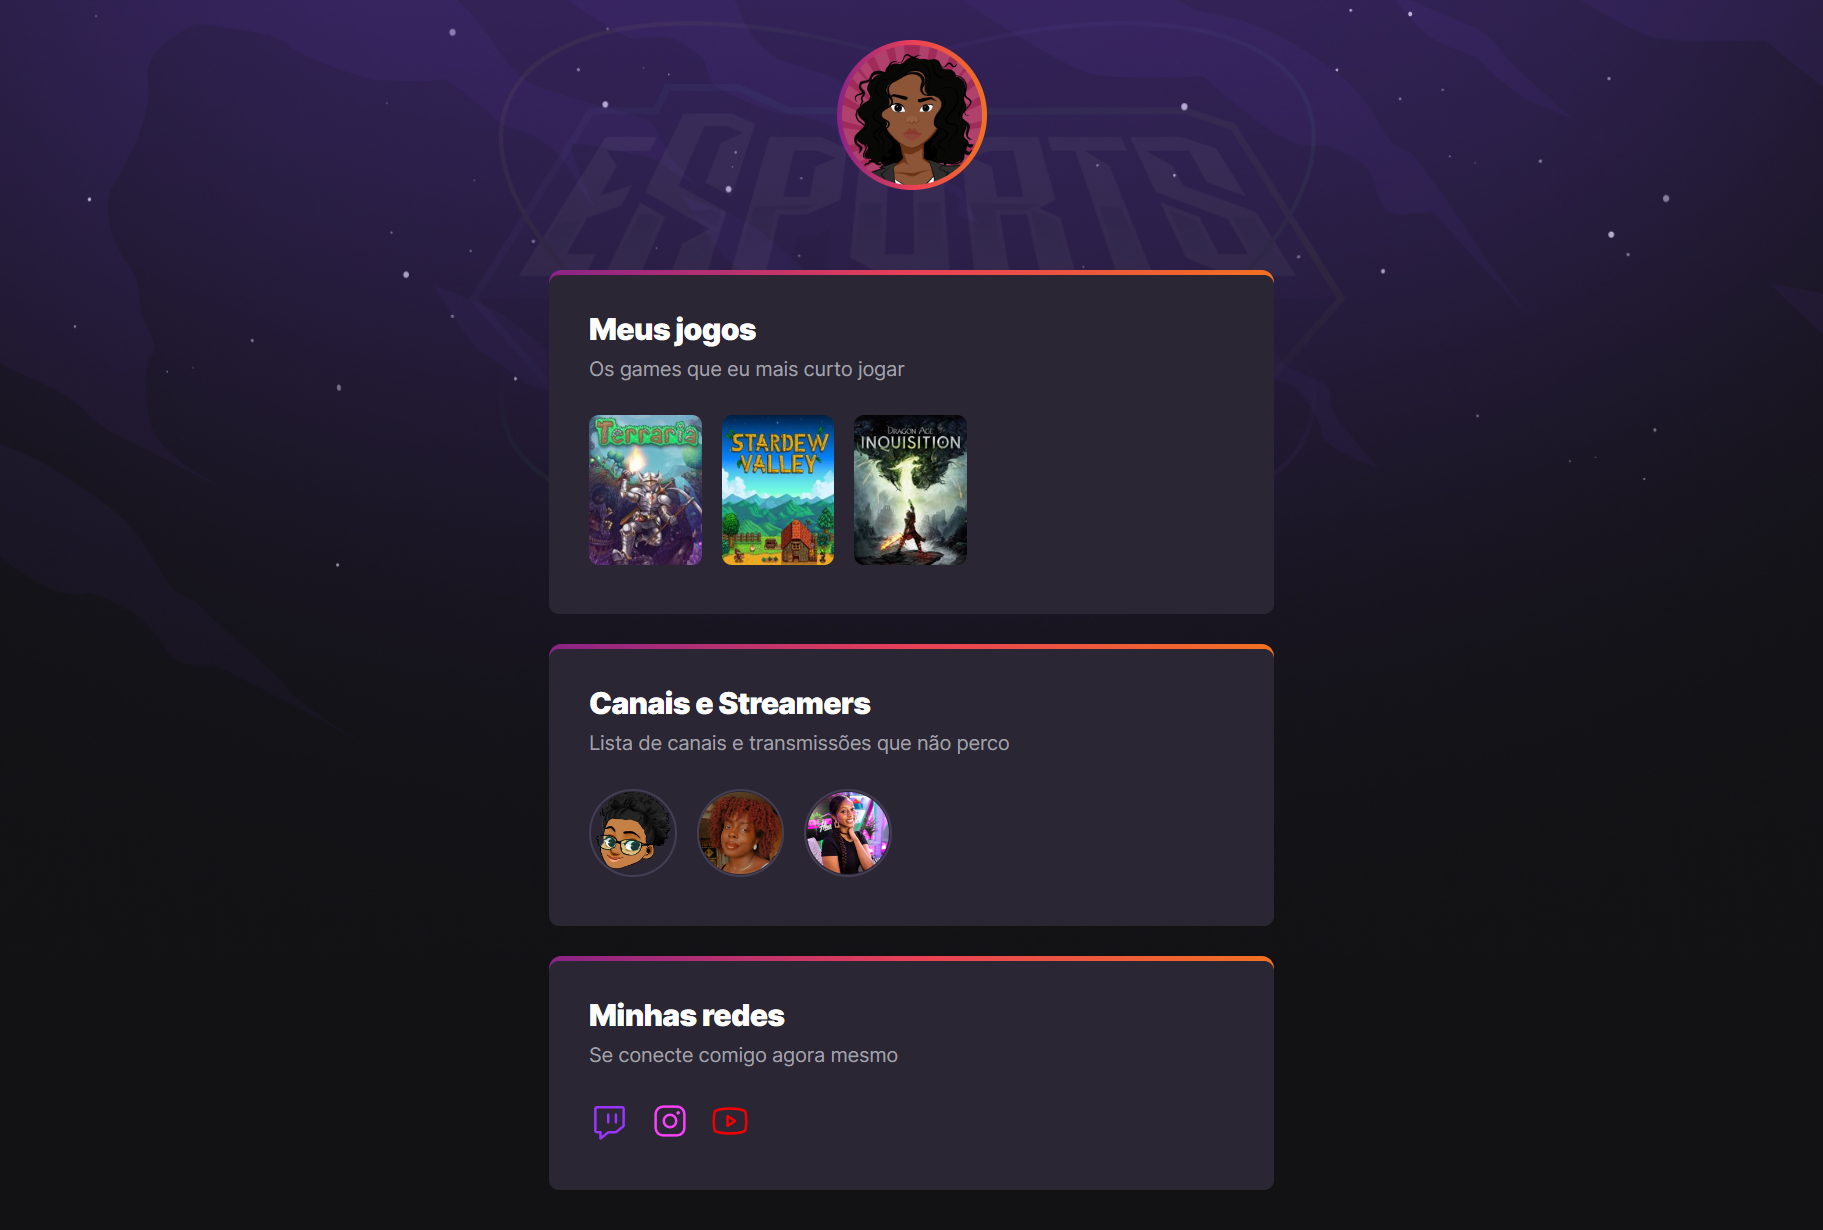 ESPORTS
Meus jogos
Os games que eu mais curto jogar
Terraria
STARDEW
VALLEY
DRAGON AGE
INQUISITION
Canais e Streamers
Lista de canais e transmissões que não perco
Minhas redes
Se conecte comigo agora mesmo